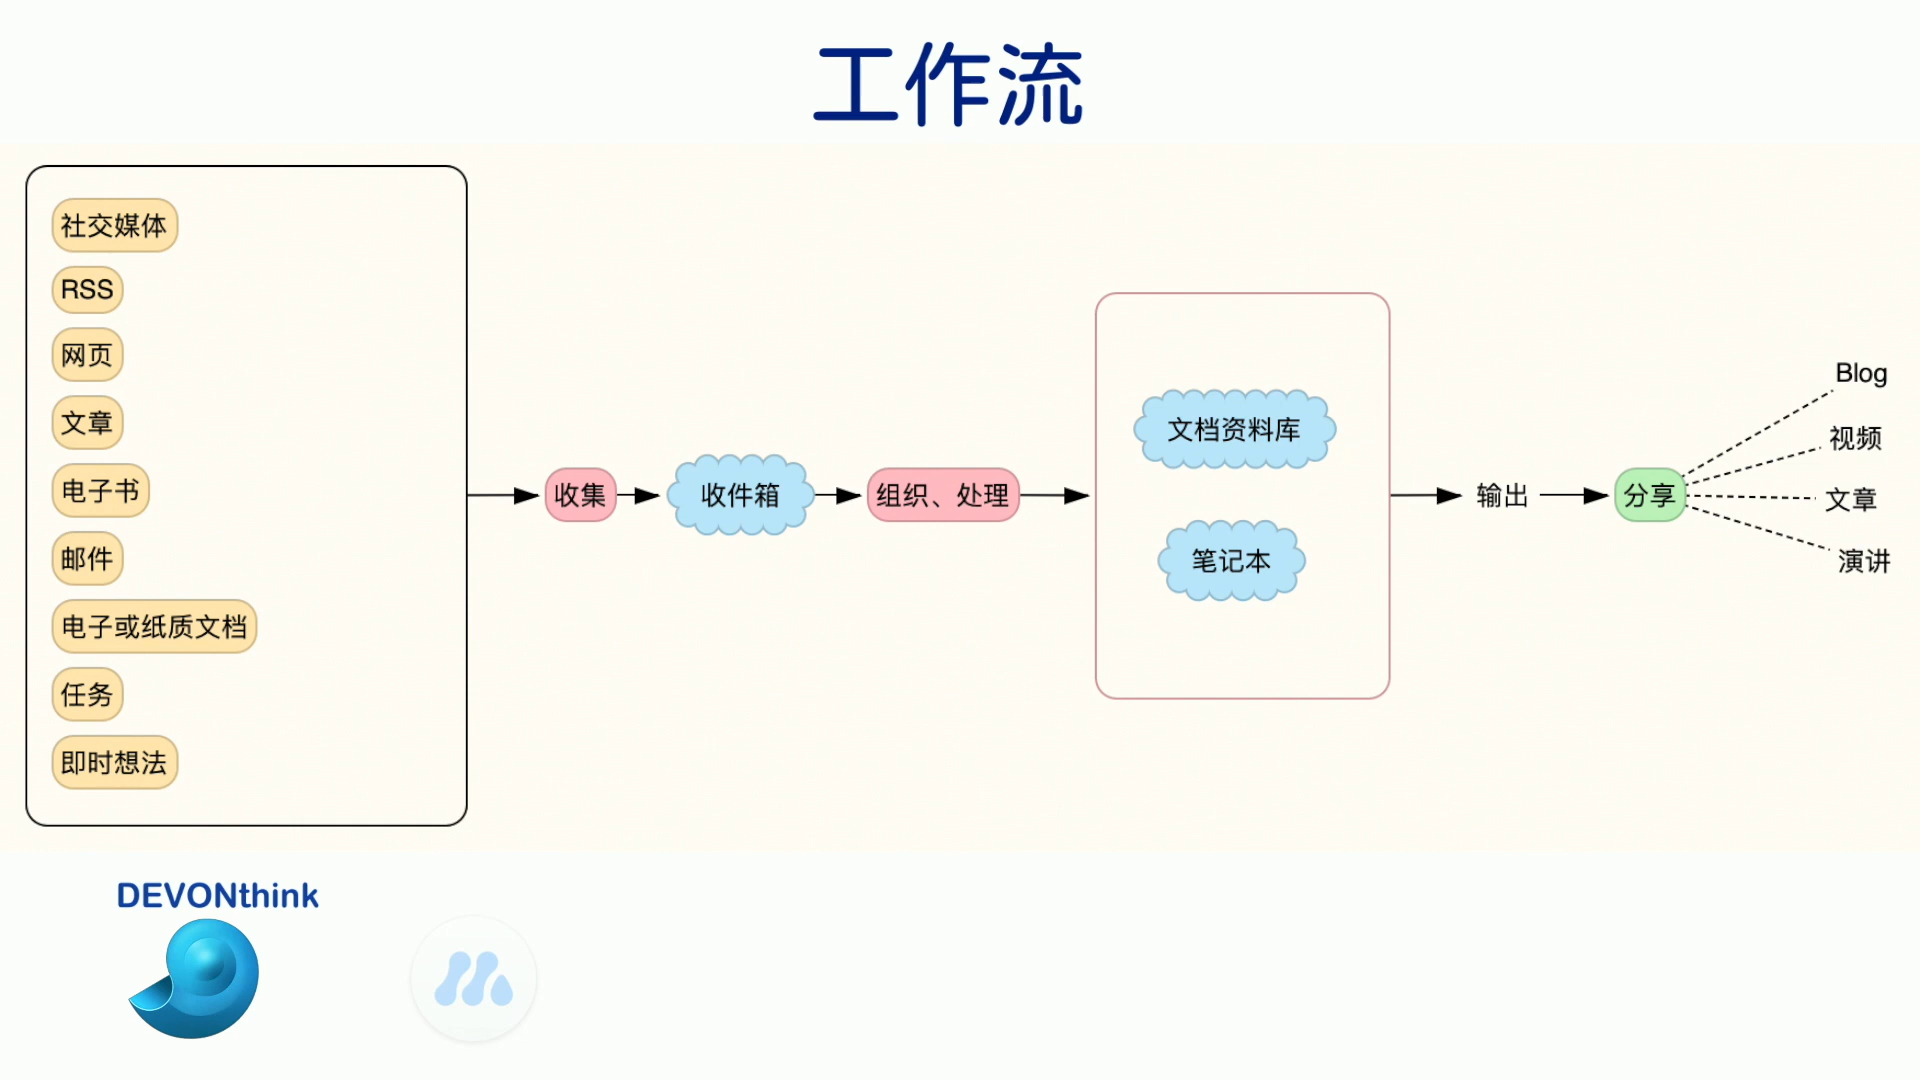 工作流
社交媒体
RSS
网页
文章
电子书
邮件
电子或纸质文档
任务
即时想法
收集
收件箱
组织、处理
文档资料库
笔记本
输出
分享
Blog
视频
文章
演讲
DEVONthink